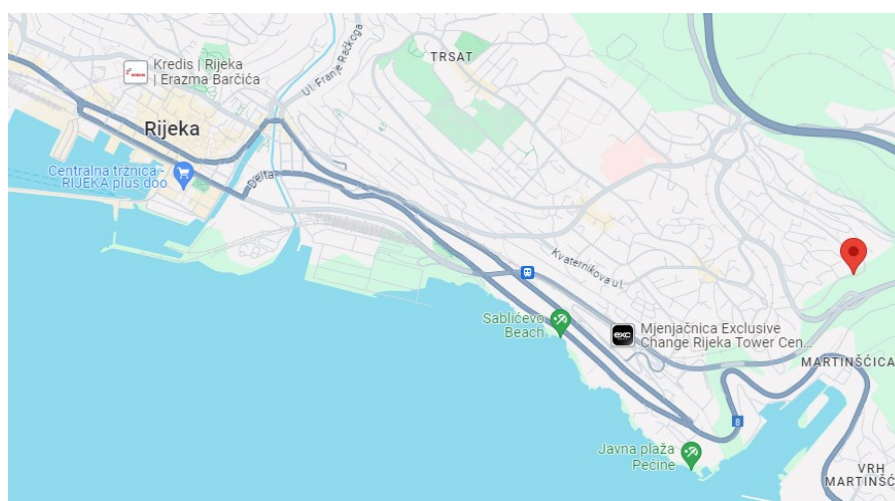 TRSAT
Kredis | Rijeka
| Erazma Barčića
Ul. Franje Račkoga
Rijeka
Centralna tržnica -
RIJEKA plus doo
Delta
Kvaternikova ul.
Sablićevo
Beach
exc
Mjenjačnica Exclusive
Change Rijeka Tower Cen...
MARTINŠĆICA
8
Javna plaža
Pećine
VRH
MARTINŠĆ